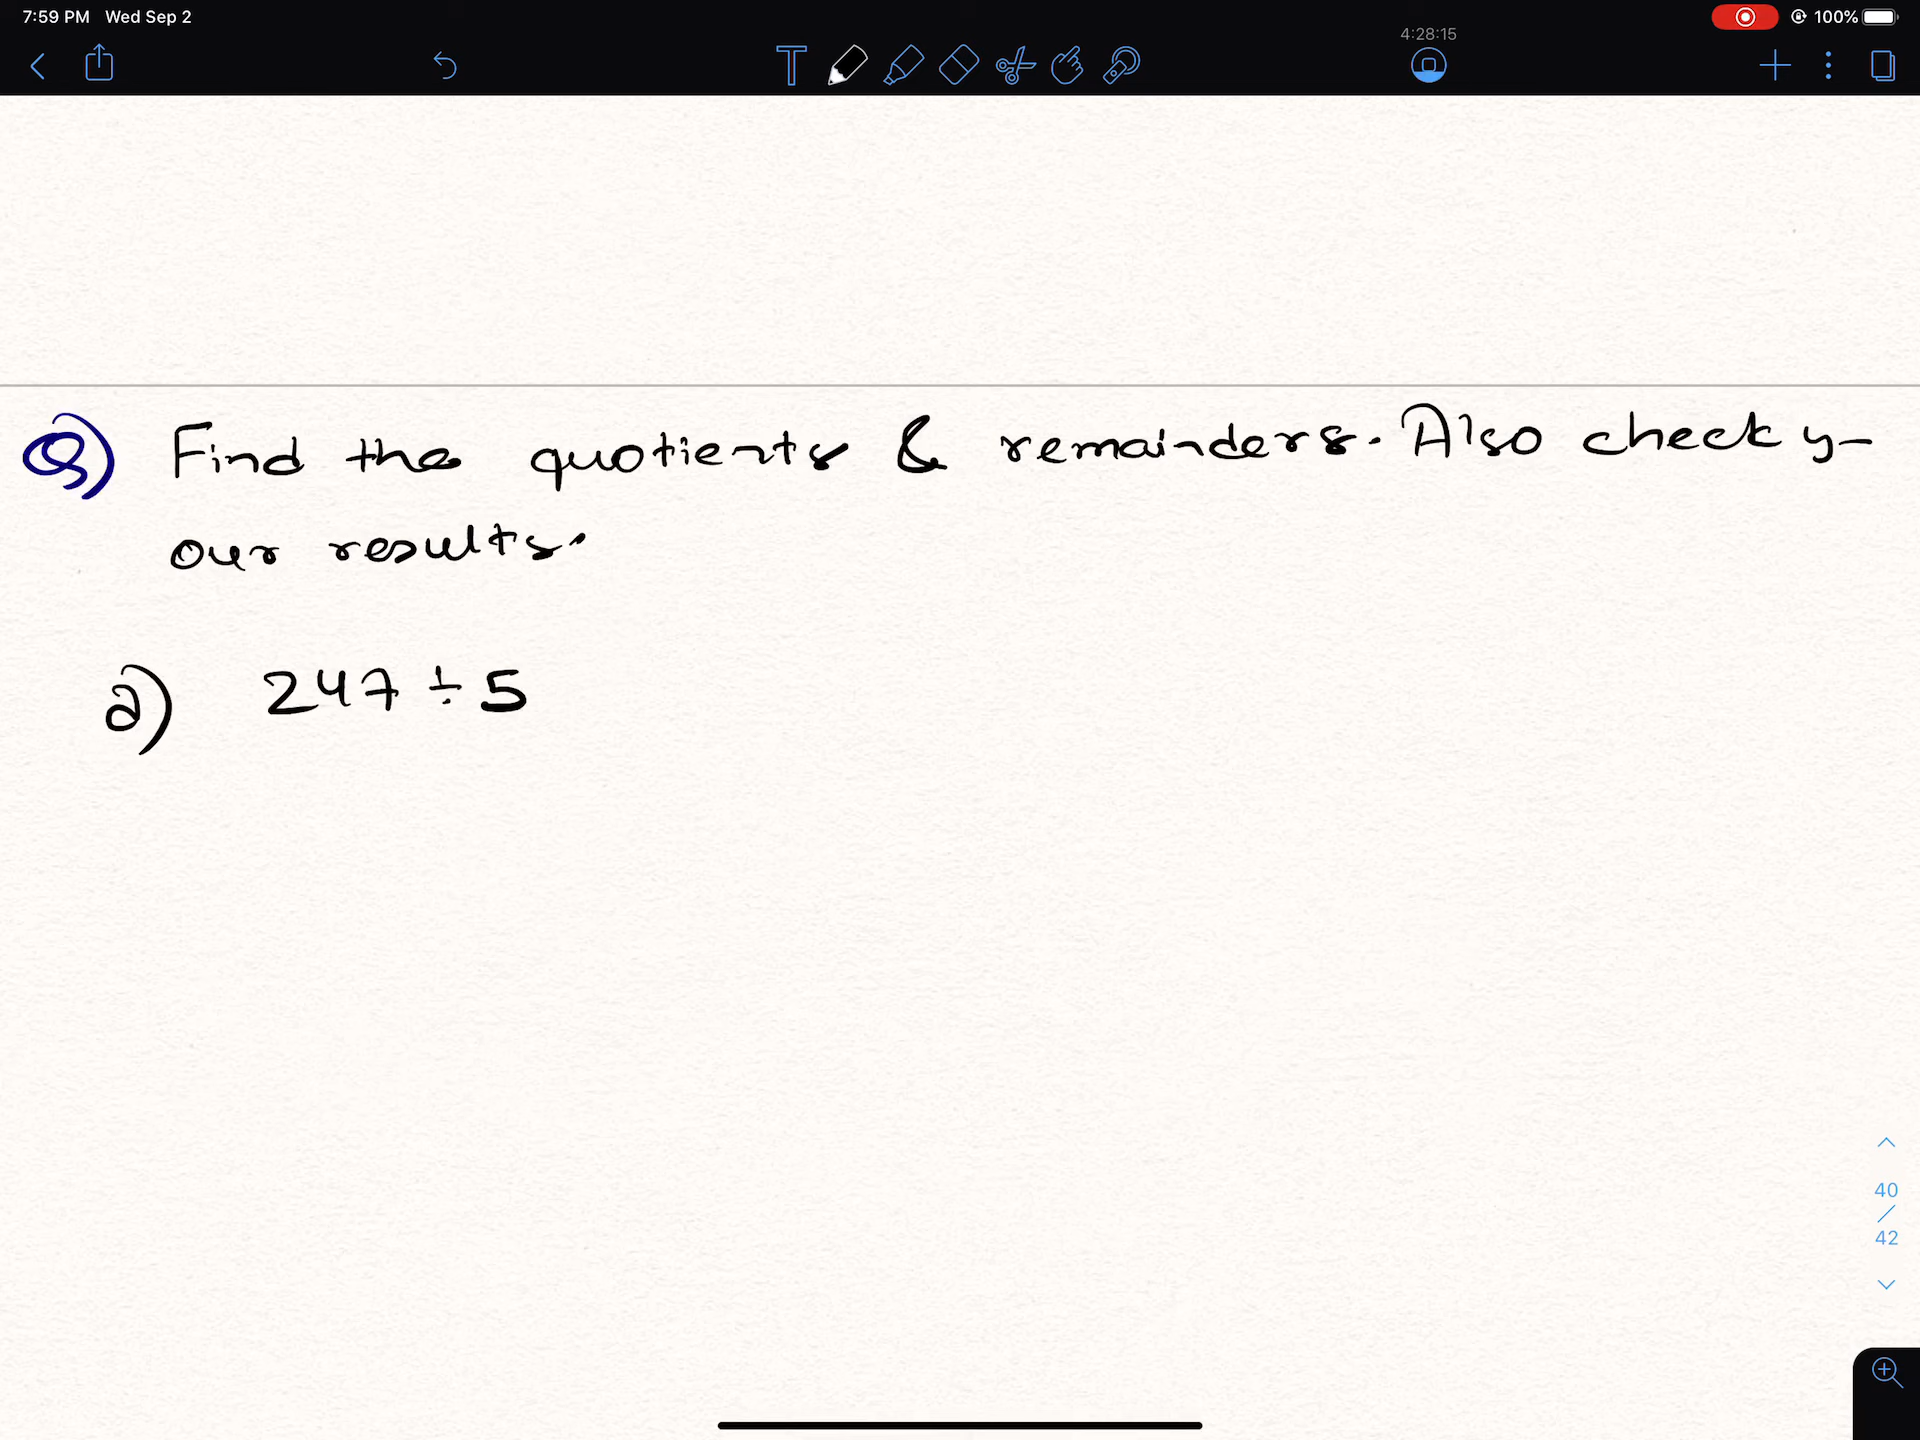 7:59 PM Wed Sep 2
100%
4:28:15
Q) Find the quotients & remainders. Also check y-
our results.
a) 247 ÷ 5
40
/
42